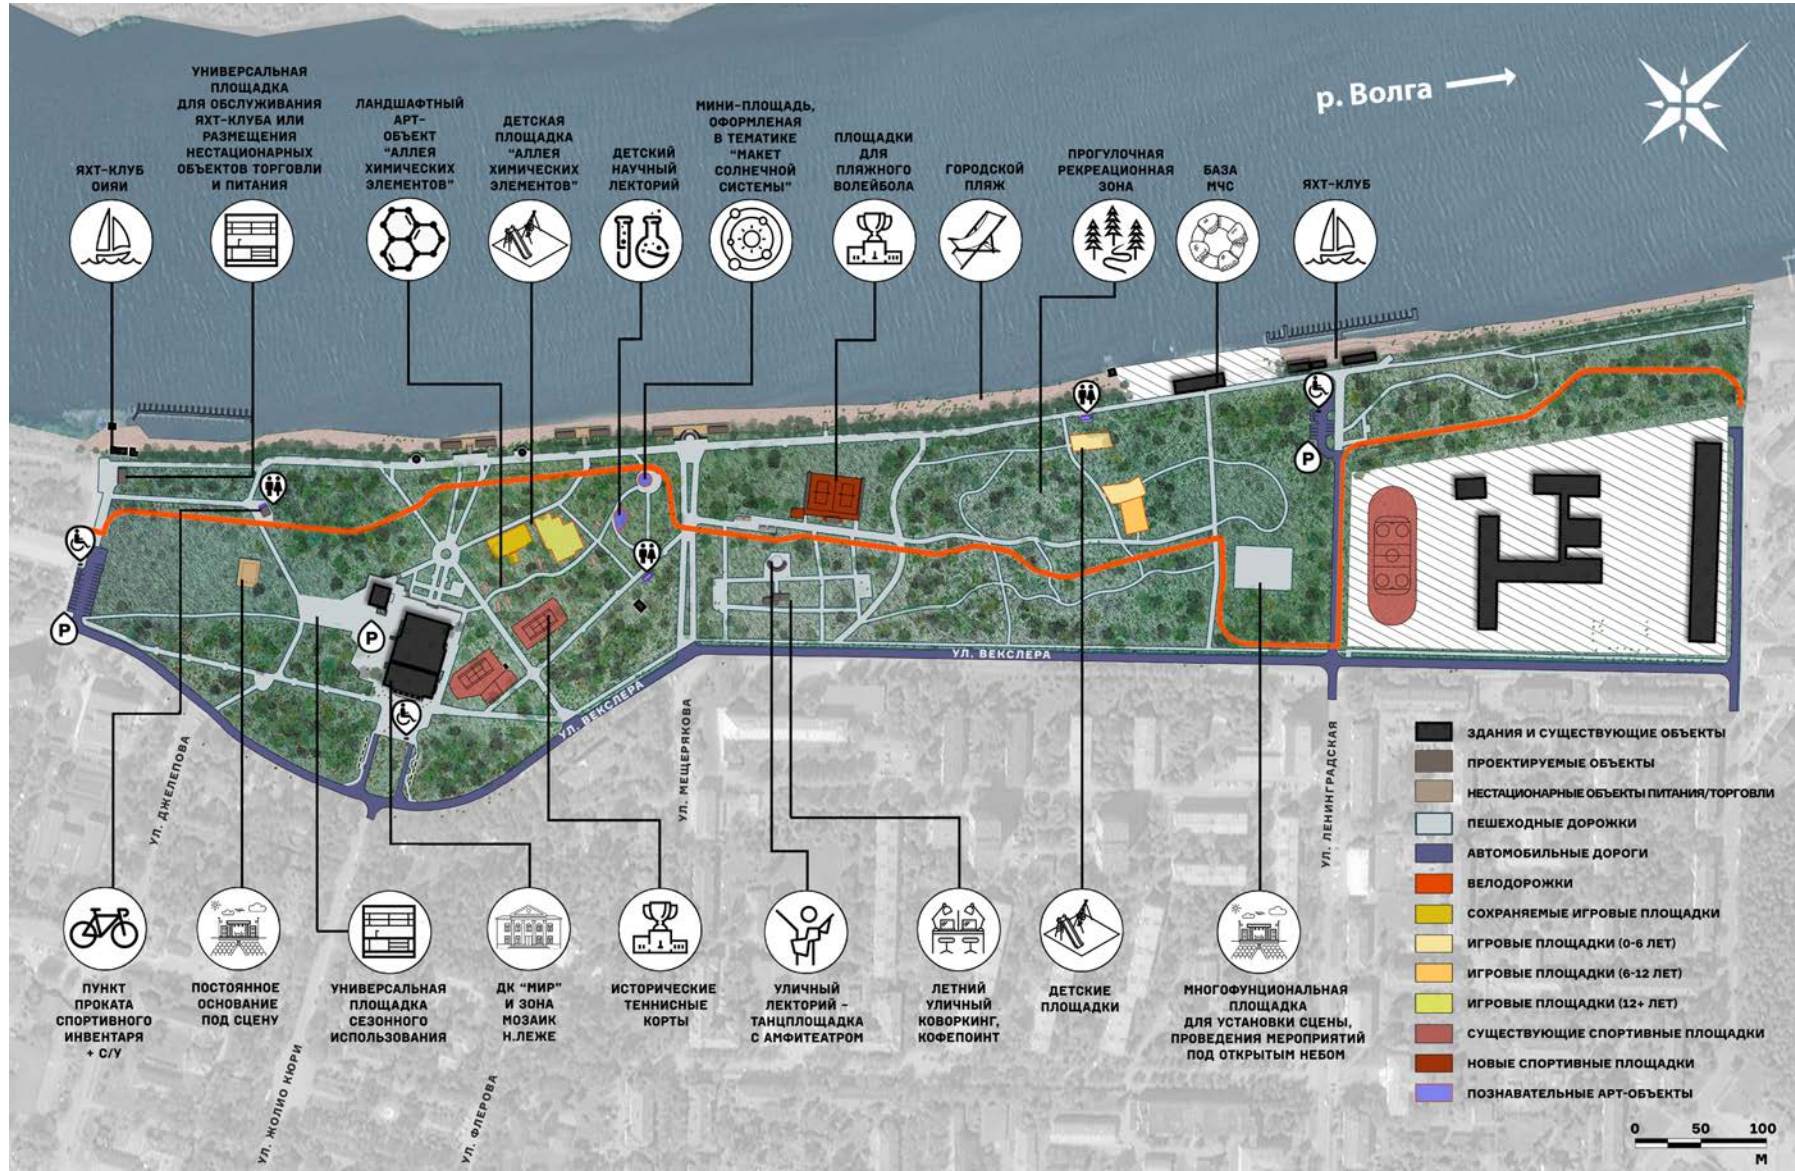 р. Волга
УНИВЕРСАЛЬНАЯ
ПЛОЩАДКА
ДЛЯ ОБСЛУЖИВАНИЯ
ЯХТ-КЛУБА ИЛИ
РАЗМЕЩЕНИЯ
НЕСТАЦИОНАРНЫХ
ОБЪЕКТОВ ТОРГОВЛИ
И ПИТАНИЯ
ЯХТ-КЛУБ
ОИЯИ
ЛАНДШАФТНЫЙ
АРТ-
ОБЪЕКТ
"АЛЛЕЯ
ХИМИЧЕСКИХ
ЭЛЕМЕНТОВ"
ДЕТСКАЯ
ПЛОЩАДКА
"АЛЛЕЯ
ХИМИЧЕСКИХ
ЭЛЕМЕНТОВ"
ДЕТСКИЙ
НАУЧНЫЙ
ЛЕКТОРИЙ
МИНИ-ПЛОЩАДЬ,
ОФОРМЛЕНАЯ
В ТЕМАТИКЕ
"МАКЕТ
СОЛНЕЧНОЙ
СИСТЕМЫ"
ПЛОЩАДКИ
ДЛЯ
ПЛЯЖНОГО
ВОЛЕЙБОЛА
ГОРОДСКОЙ
ПЛЯЖ
ПРОГУЛОЧНАЯ
РЕКРЕАЦИОННАЯ
ЗОНА
БАЗА
МЧС
ЯХТ-КЛУБ
P
P
P
УЛ. ВЕКСЛЕРА
УЛ. ВЕКСЛЕРА
УЛ. ДЖЕЛЕПОВА
УЛ. МЕЩЕРЯКОВА
УЛ. ЛЕНИНГРАДСКАЯ
УЛ. ЖОЛИО КЮРИ
УЛ. ФЛЕРОВА
ПУНКТ
ПРОКАТА
СПОРТИВНОГО
ИНВЕНТАРЯ
+ С/У
ПОСТОЯННОЕ
ОСНОВАНИЕ
ПОД СЦЕНУ
УНИВЕРСАЛЬНАЯ
ПЛОЩАДКА
СЕЗОННОГО
ИСПОЛЬЗОВАНИЯ
ДК "МИР"
И ЗОНА
МОЗАИК
Н.ЛЕЖЕ
ИСТОРИЧЕСКИЕ
ТЕННИСНЫЕ
КОРТЫ
УЛИЧНЫЙ
ЛЕКТОРИЙ -
ТАНЦПЛОЩАДКА
С АМФИТЕАТРОМ
ЛЕТНИЙ
УЛИЧНЫЙ
КОВОРКИНГ,
КОФЕПОИНТ
ДЕТСКИЕ
ПЛОЩАДКИ
МНОГОФУНЦИОНАЛЬНАЯ
ПЛОЩАДКА
ДЛЯ УСТАНОВКИ СЦЕНЫ,
ПРОВЕДЕНИЯ МЕРОПРИЯТИЙ
ПОД ОТКРЫТЫМ НЕБОМ
ЗДАНИЯ И СУЩЕСТВУЮЩИЕ ОБЪЕКТЫ
ПРОЕКТИРУЕМЫЕ ОБЪЕКТЫ
НЕСТАЦИОНАРНЫЕ ОБЪЕКТЫ ПИТАНИЯ/ТОРГОВЛИ
ПЕШЕХОДНЫЕ ДОРОЖКИ
АВТОМОБИЛЬНЫЕ ДОРОГИ
ВЕЛОДОРОЖКИ
СОХРАНЯЕМЫЕ ИГРОВЫЕ ПЛОЩАДКИ
ИГРОВЫЕ ПЛОЩАДКИ (0-6 ЛЕТ)
ИГРОВЫЕ ПЛОЩАДКИ (6-12 ЛЕТ)
ИГРОВЫЕ ПЛОЩАДКИ (12+ ЛЕТ)
СУЩЕСТВУЮЩИЕ СПОРТИВНЫЕ ПЛОЩАДКИ
НОВЫЕ СПОРТИВНЫЕ ПЛОЩАДКИ
ПОЗНАВАТЕЛЬНЫЕ АРТ-ОБЪЕКТЫ
0 50 100
М